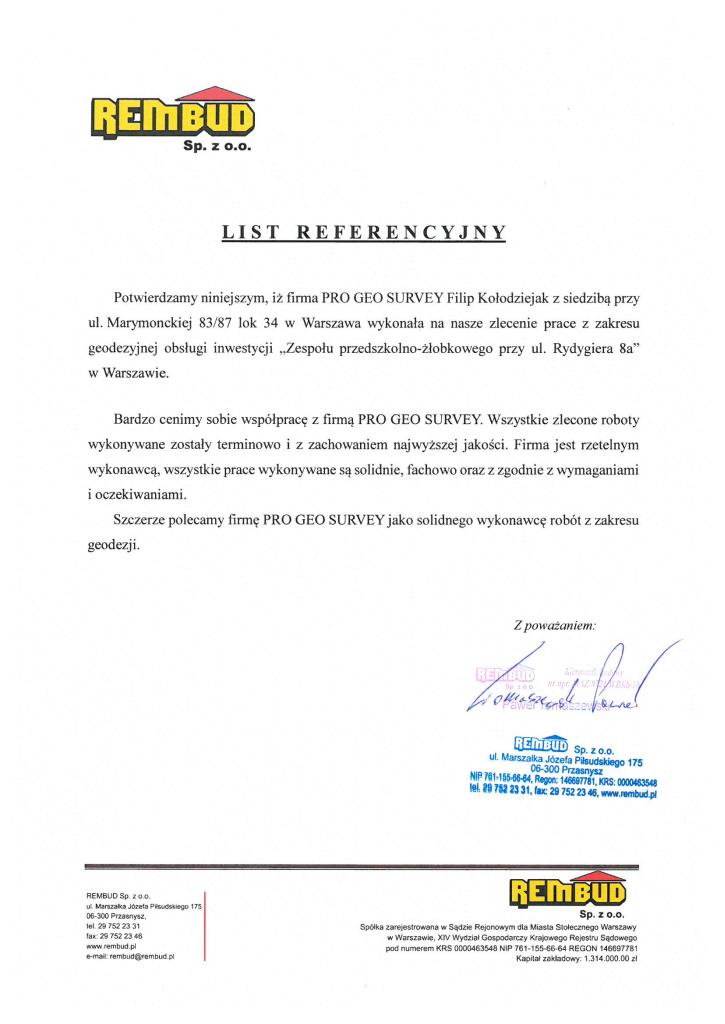 REMBUD
Sp. z o.o.
LIST REFERENCYJNY
Potwierdzamy niniejszym, iż firma PRO GEO SURVEY Filip Kołodziejak z siedzibą przy
ul. Marymonckiej 83/87 lok 34 w Warszawa wykonała na nasze zlecenie prace z zakresu
geodezyjnej obsługi inwestycji „Zespołu przedszkolno-żłobkowego przy ul. Rydygiera 8a”
w Warszawie.
Bardzo cenimy sobie współpracę z firmą PRO GEO SURVEY. Wszystkie zlecone roboty
wykonywane zostały terminowo i z zachowaniem najwyższej jakości. Firma jest rzetelnym
wykonawcą, wszystkie prace wykonywane są solidnie, fachowo oraz z zgodnie z wymaganiami
i oczekiwaniami.
Szczerze polecamy firmę PRO GEO SURVEY jako solidnego wykonawcę robót z zakresu
geodezji.
Z poważaniem:
REMBUD
Sp. z o.o.
Kierownik Budowy
nr upr.
Paweł Tomaszewski
REMBUD Sp. z o.o.
ul. Marszałka Józefa Piłsudskiego 175
06-300 Przasnysz
NIP 761-155-66-64, Regon: 146697781, KRS: 0000463548
tel. 29 752 23 31, fax: 29 752 23 46, www.rembud.pl
REMBUD Sp. z o.o.
ul. Marszałka Józefa Piłsudskiego 175
06-300 Przasnysz,
tel. 29 752 23 31
fax: 29 752 23 46
www.rembud.pl
e-mail: rembud@rembud.pl
REMBUD
Sp. z o.o.
Spółka zarejestrowana w Sądzie Rejonowym dla Miasta Stołecznego Warszawy
w Warszawie, XIV Wydział Gospodarczy Krajowego Rejestru Sądowego
pod numerem KRS 0000463548 NIP 761-155-66-64 REGON 146697781
Kapitał zakładowy: 1.314.000.00 zł